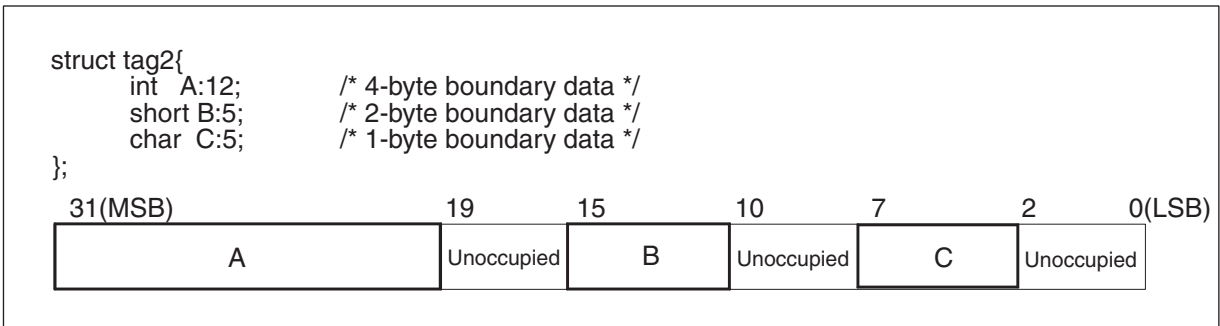 struct tag2{
int A:12; /* 4-byte boundary data */
short B:5; /* 2-byte boundary data */
char C:5; /* 1-byte boundary data */
};
31(MSB) 19 15 10 7 2 0(LSB)
A Unoccupied B Unoccupied C Unoccupied